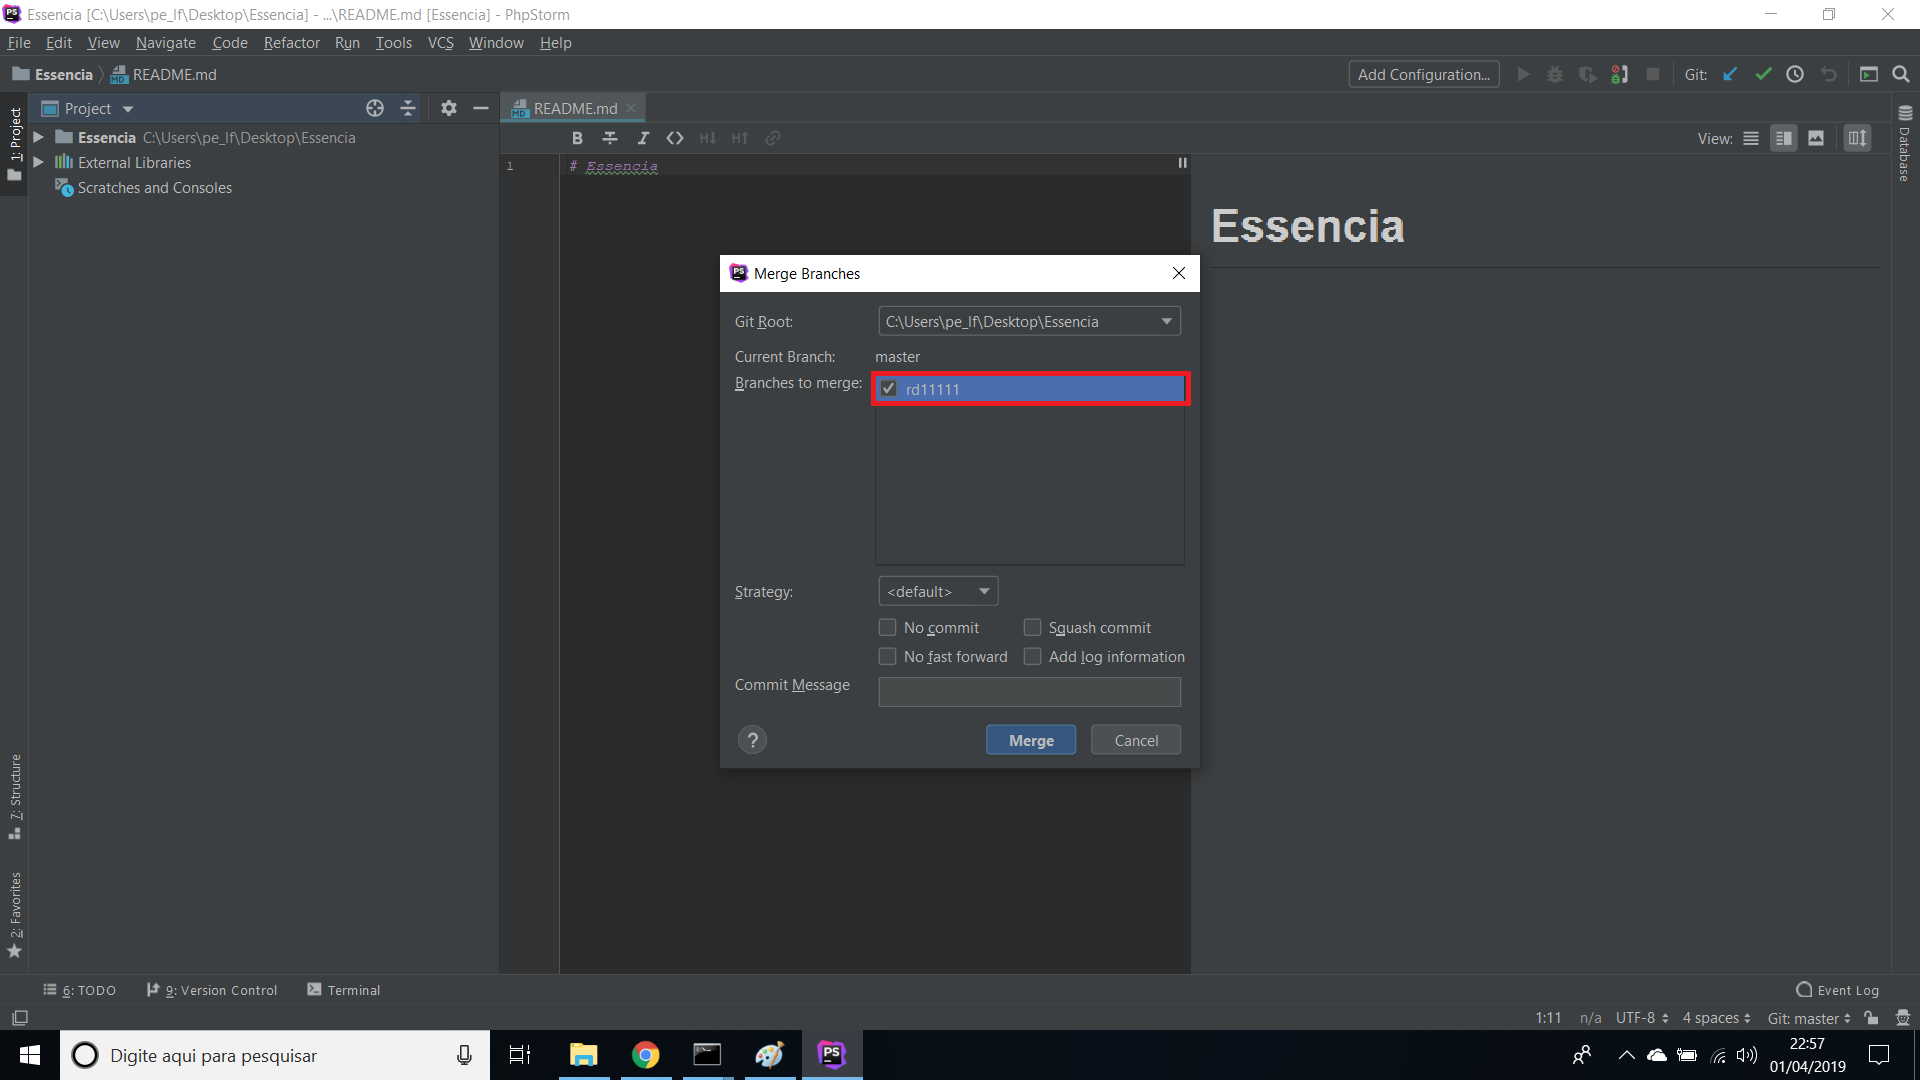 Essencia [C:\Users\pe_lf\Desktop\Essencia] - ...\README.md [Essencia] - PhpStorm
File Edit View Navigate Code Refactor Run Tools VCS Window Help
Essencia README.md Add Configuration... Git:
1: Project
Project
README.md
Database
Essencia C:\Users\pe_lf\Desktop\Essencia
View:
External Libraries
1 # Essencia
Scratches and Consoles
Essencia
Merge Branches
Git Root: C:\Users\pe_lf\Desktop\Essencia
Current Branch: master
Branches to merge: rd11111
Strategy: <default>
No commit Squash commit
No fast forward Add log information
Commit Message
? Merge Cancel
7: Structure
2: Favorites
6: TODO 9: Version Control Terminal Event Log
1:11 n/a UTF-8 4 spaces Git: master
Digite aqui para pesquisar
22:57
01/04/2019